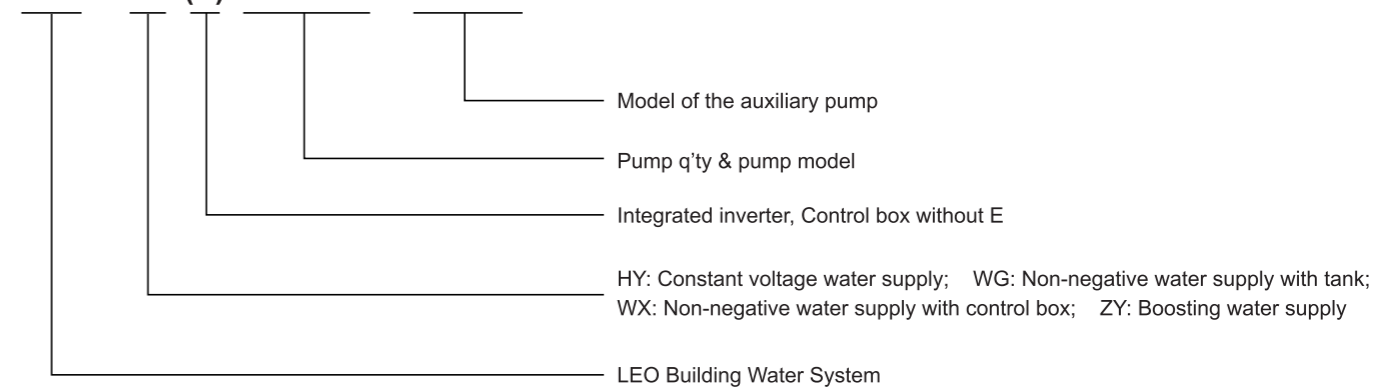 Model of the auxiliary pump
Pump q'ty & pump model
Integrated inverter, Control box without E
HY: Constant voltage water supply; WG: Non-negative water supply with tank;
WX: Non-negative water supply with control box; ZY: Boosting water supply
LEO Building Water System